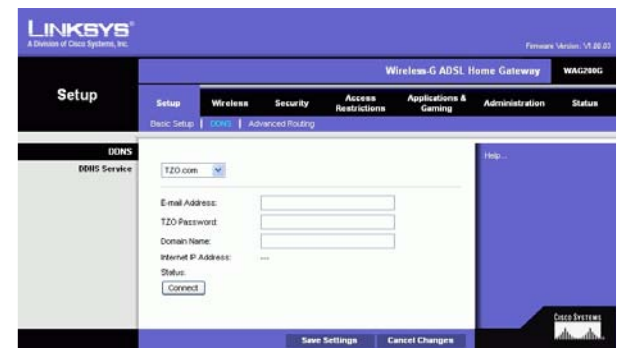 LINKSYS®
A Division of Cisco Systems, Inc.
Firmware Version: V1.00.03
Wireless-G ADSL Home Gateway WAG200G
Setup
Setup Wireless Security Access Restrictions Applications & Gaming Administration Status
Basic Setup | DDNS | Advanced Routing
DDNS
DDNS Service
TZO.com
Help...
E-mail Address:
TZO Password:
Domain Name:
Internet IP Address: ---
Status:
Connect
Save Settings Cancel Changes
CISCO SYSTEMS